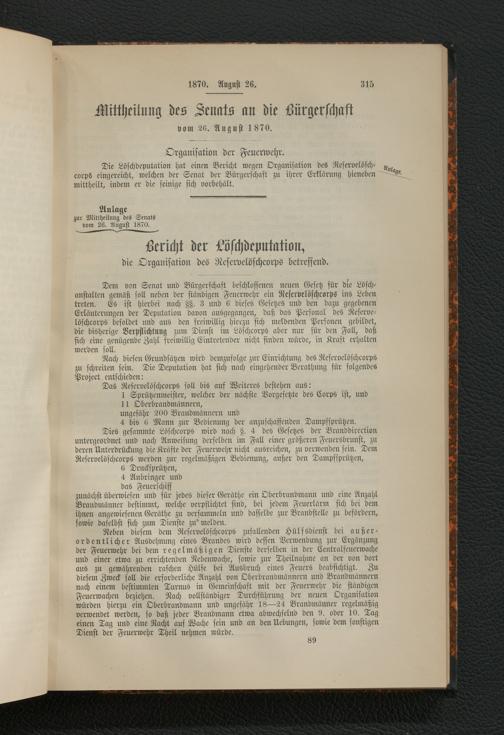 1870. August 26.
315
Mittheilung des Senats an die Bürgerschaft
vom 26. August 1870.
Organisation der Feuerwehr.
Die Löschdeputation hat einen Bericht wegen Organisation des Reservelösch-
corps eingereicht, welchen der Senat der Bürgerschaft zu ihrer Erklärung hieneben
mittheilt, indem er die seinige sich vorbehält.
Anlage.
Anlage
zur Mittheilung des Senats
vom 26. August 1870.
Bericht der Löschdeputation,
die Organisation des Reservelöschcorps betreffend.
Dem von Senat und Bürgerschaft beschlossenen neuen Gesetz für die Lösch-
anstalten gemäß soll neben der ständigen Feuerwehr ein Reservelöschcorps ins Leben
treten. Es ist hierbei nach §§. 3 und 6 dieses Gesetzes und den dazu gegebenen
Erläuterungen der Deputation davon ausgegangen, daß das Personal des Reserve-
löschcorps besoldet und aus den freiwillig hierzu sich meldenden Personen gebildet,
die bisherige Verpflichtung zum Dienst im Löschcorps aber nur für den Fall, daß
sich eine genügende Zahl freiwillig Eintretender nicht finden würde, in Kraft erhalten
werden soll.
Nach diesen Grundsätzen wird demzufolge zur Einrichtung des Reservelöschcorps
zu schreiten sein. Die Deputation hat sich nach eingehender Berathung für folgendes
Project entschieden:
Das Reservelöschcorps soll bis auf Weiteres bestehen aus:
1 Spritzenmeister, welcher der nächste Vorgesetzte des Corps ist, und
11 Oberbrandmännern,
ungefähr 200 Brandmännern und
4 bis 6 Mann zur Bedienung der anzuschaffenden Dampfspritzen.
Dies gesammte Löschcorps wird nach §. 4 des Gesetzes der Branddirection
untergeordnet und nach Anweisung derselben im Fall einer größeren Feuersbrunst, zu
deren Unterdrückung die Kräfte der Feuerwehr nicht ausreichen, zu verwenden sein. Dem
Reservelöschcorps werden zur regelmäßigen Bedienung, außer den Dampfspritzen,
6 Druckspritzen,
4 Zubringer und
das Feuerschiff
zunächst überwiesen und für jedes dieser Geräthe ein Oberbrandmann und eine Anzahl
Brandmänner bestimmt, welche verpflichtet sind, bei jedem Feuerlärm sich bei dem
ihnen angewiesenen Geräthe zu versammeln und dasselbe zur Brandstelle zu befördern,
sowie daselbst sich zum Dienste zu melden.
Neben diesem dem Reservelöschcorps zufallenden Hülfsdienst bei außer-
ordentlicher Ausdehnung eines Brandes wird dessen Verwendung zur Ergänzung
der Feuerwehr bei dem regelmäßigen Dienste derselben in der Centralfeuerwache
und einer etwa zu errichtenden Nebenwache, sowie zur Theilnahme an der von dort
aus zu gewährenden raschen Hülfe bei Ausbruch eines Feuers beabsichtigt. Zu
diesem Zweck soll die erforderliche Anzahl von Oberbrandmännern und Brandmännern
nach einem bestimmten Turnus in Gemeinschaft mit der Feuerwehr die ständigen
Feuerwachen beziehen. Nach vollständiger Durchführung der neuen Organisation
würden hierzu ein Oberbrandmann und ungefähr 18—24 Brandmänner regelmäßig
verwendet werden, so daß jeder Brandmann etwa abwechselnd den 9. oder 10. Tag
einen Tag und eine Nacht auf Wache sein und an den Uebungen, sowie dem sonstigen
Dienst der Feuerwehr Theil nehmen würde.
89